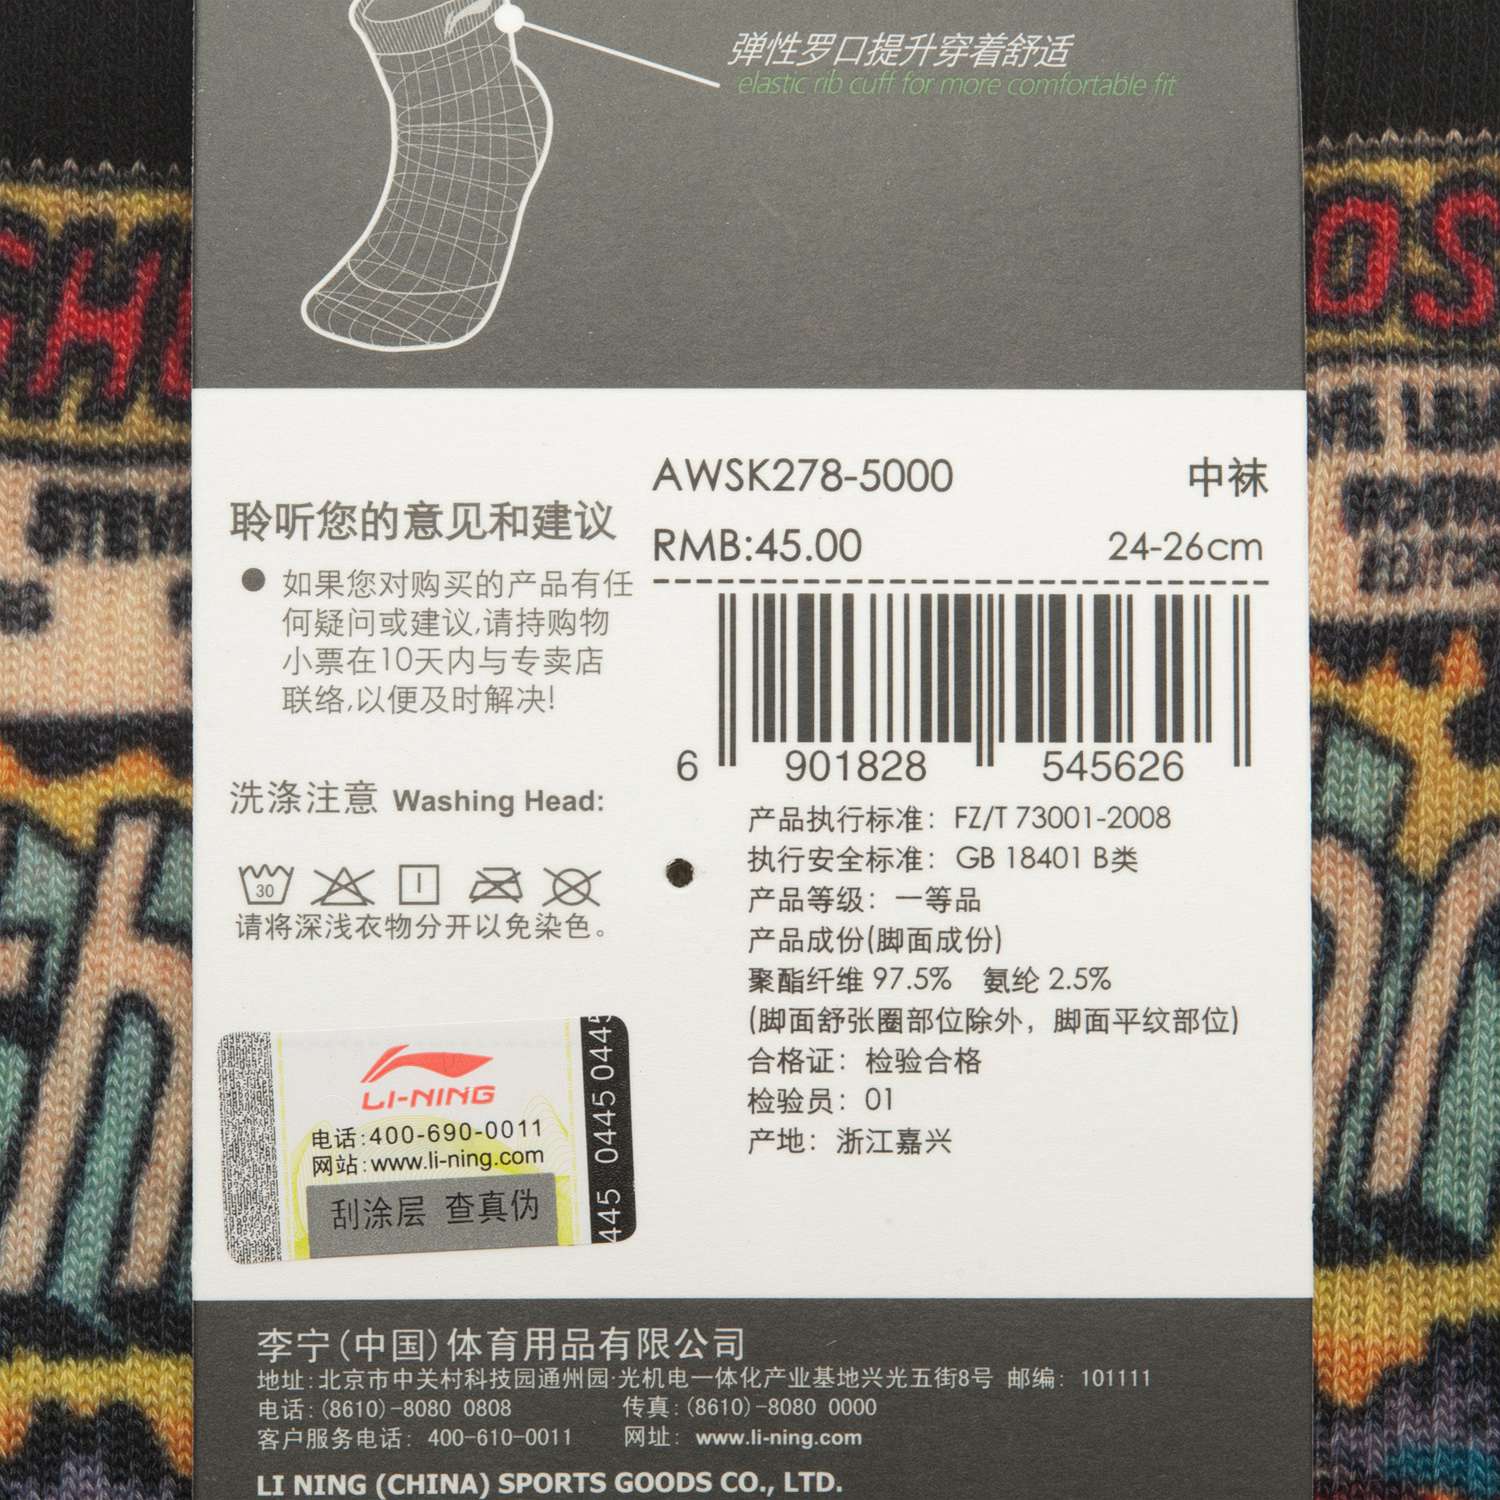 弹性罗口提升穿着舒适
elastic rib cuff for more comfortable fit
AWSK278-5000 中袜
RMB:45.00 24-26cm
聆听您的意见和建议
● 如果您对购买的产品有任
何疑问或建议,请持购物
小票在10天内与专卖店
联络,以便及时解决!
6 901828 545626
洗涤注意 Washing Head:
30
请将深浅衣物分开以免染色。
产品执行标准: FZ/T 73001-2008
执行安全标准: GB 18401 B类
产品等级: 一等品
产品成份(脚面成份)
聚酯纤维 97.5% 氨纶 2.5%
(脚面舒张圈部位除外, 脚面平纹部位)
合格证: 检验合格
检验员: 01
产地: 浙江嘉兴
LI-NING
电话:400-690-0011
网站:www.li-ning.com
刮涂层 查真伪
445 0445 0445
李宁(中国)体育用品有限公司
地址:北京市中关村科技园通州园·光机电一体化产业基地兴光五街8号 邮编: 101111
电话:(8610)-8080 0808 传真:(8610)-8080 0000
客户服务电话: 400-610-0011 网址: www.li-ning.com
LI NING (CHINA) SPORTS GOODS CO., LTD.